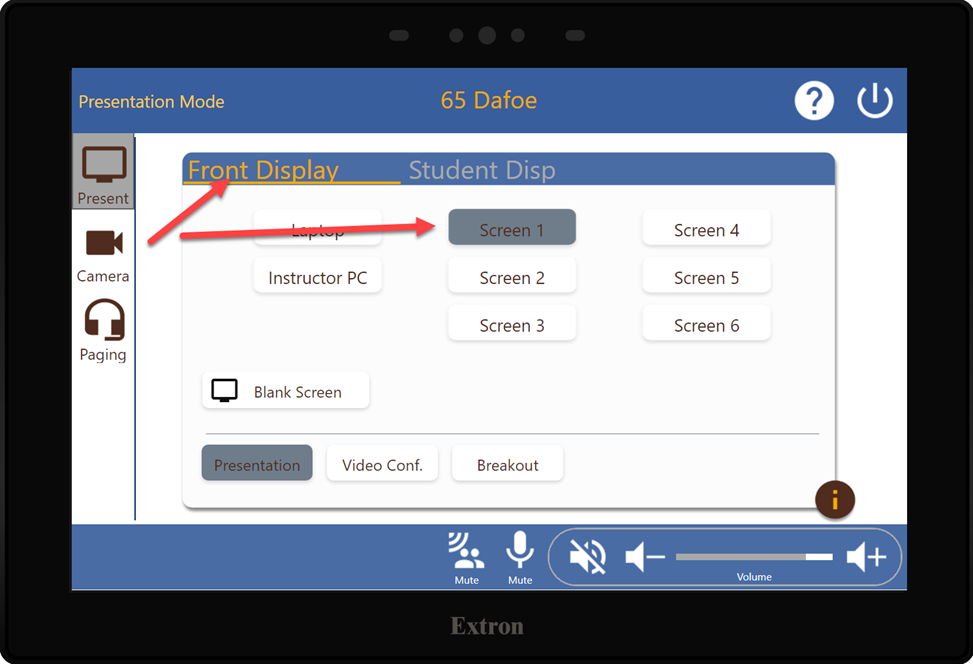 Presentation Mode
65 Dafoe
?
Present
Camera
Paging
Front Display
Student Disp
Laptop
Screen 1
Screen 4
Instructor PC
Screen 2
Screen 5
Screen 3
Screen 6
Blank Screen
Presentation
Video Conf.
Breakout
i
Mute
Mute
Volume
Extron